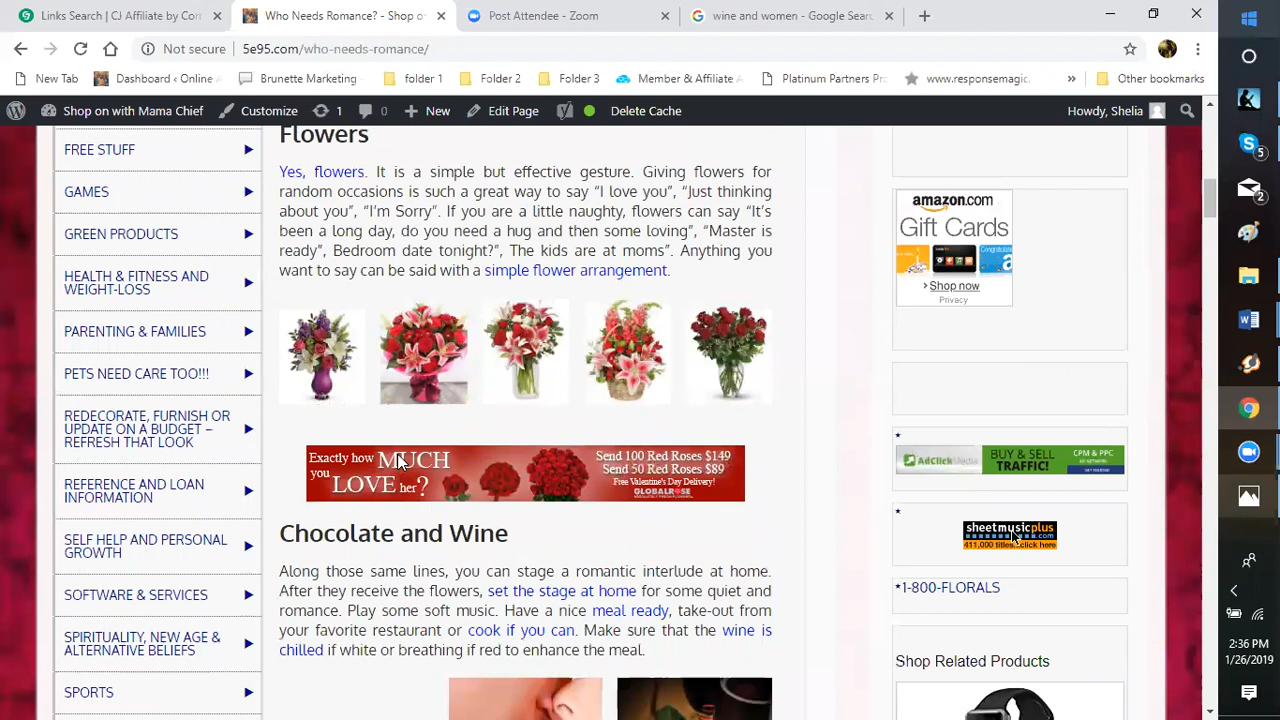 Links Search | CJ Affiliate by Con
Who Needs Romance? - Shop o
Post Attendee - Zoom
wine and women - Google Sear
Not secure
5e95.com/who-needs-romance/
New Tab
Dashboard ‹ Online A
Brunette Marketing -
folder 1
Folder 2
Folder 3
Member & Affiliate A
Platinum Partners Pro
www.responsemagic
»
Other bookmarks
Shop on with Mama Chief
Customize
1
0
New
Edit Page
Delete Cache
Howdy, Shelia
FREE STUFF
GAMES
GREEN PRODUCTS
HEALTH & FITNESS AND
WEIGHT-LOSS
PARENTING & FAMILIES
PETS NEED CARE TOO!!!
REDECORATE, FURNISH OR
UPDATE ON A BUDGET –
REFRESH THAT LOOK
REFERENCE AND LOAN
INFORMATION
SELF HELP AND PERSONAL
GROWTH
SOFTWARE & SERVICES
SPIRITUALITY, NEW AGE &
ALTERNATIVE BELIEFS
SPORTS
Flowers
Yes, flowers. It is a simple but effective gesture. Giving flowers for
random occasions is such a great way to say “I love you”, “Just thinking
about you”, “I’m Sorry”. If you are a little naughty, flowers can say “It’s
been a long day, do you need a hug and then some loving”, “Master is
ready”, Bedroom date tonight?”, The kids are at moms”. Anything you
want to say can be said with a simple flower arrangement.
Exactly how MUCH
you LOVE her?
Send 100 Red Roses $149
Send 50 Red Roses $89
Free Valentine's Day Delivery!
GLOBALROSE
Chocolate and Wine
Along those same lines, you can stage a romantic interlude at home.
After they receive the flowers, set the stage at home for some quiet and
romance. Play some soft music. Have a nice meal ready, take-out from
your favorite restaurant or cook if you can. Make sure that the wine is
chilled if white or breathing if red to enhance the meal.
amazon.com
Gift Cards
Congratula
Shop now
Privacy
AdClickMedia
BUY & SELL
TRAFFIC!
CPM & PPC
sheetmusicplus
.com
411,000 titles, click here
*1-800-FLORALS
Shop Related Products
5
2
2:36 PM
1/26/2019